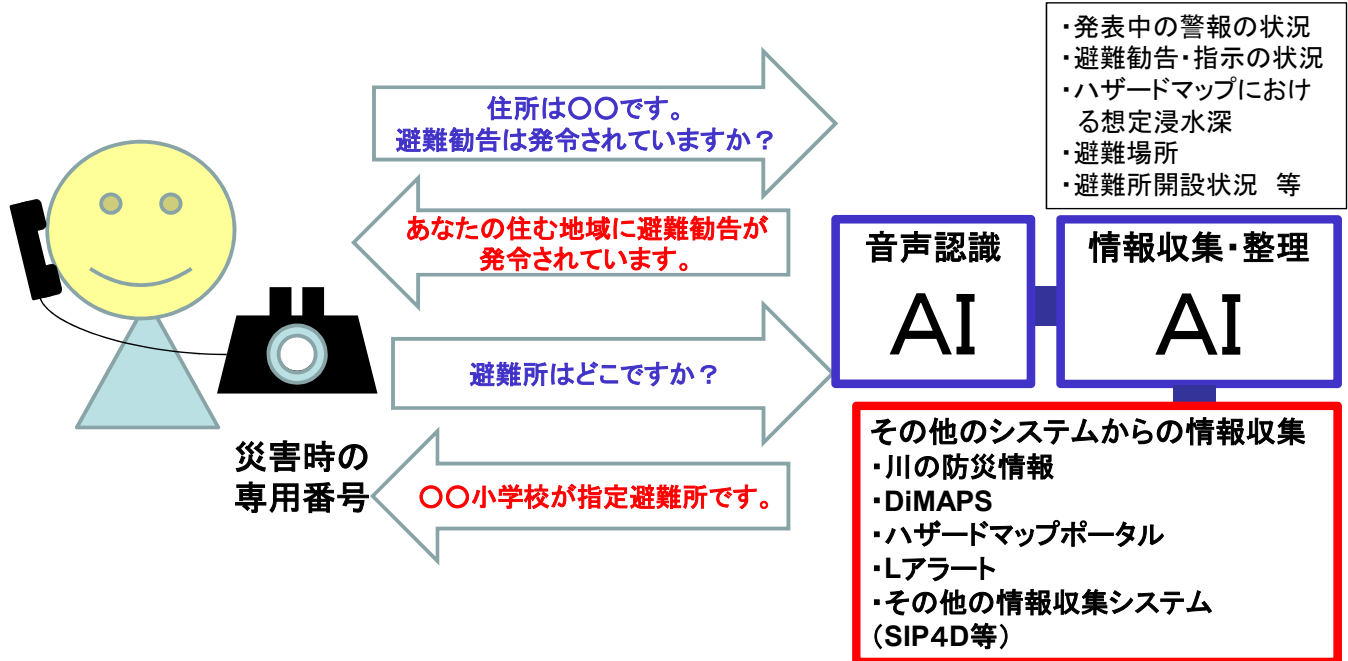 住所は〇〇です。
避難勧告は発令されていますか？
あなたの住む地域に避難勧告が
発令されています。
避難所はどこですか？
〇〇小学校が指定避難所です。
災害時の
専用番号
・発表中の警報の状況
・避難勧告・指示の状況
・ハザードマップにおけ
る想定浸水深
・避難場所
・避難所開設状況　等
音声認識
AI
情報収集・整理
AI
その他のシステムからの情報収集
・川の防災情報
・DiMAPS
・ハザードマップポータル
・Lアラート
・その他の情報収集システム
（SIP４D等）